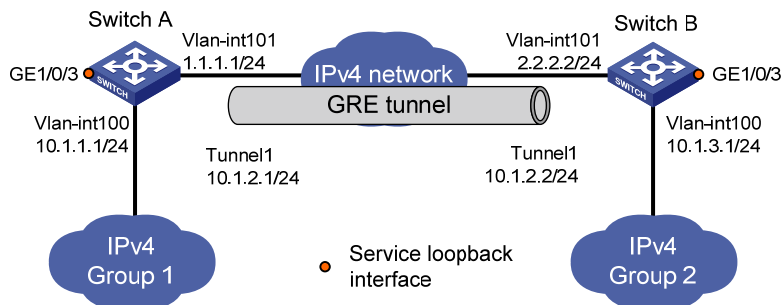 Switch A
Switch B
Vlan-int101
1.1.1.1/24
Vlan-int101
2.2.2.2/24
GE1/0/3
SWITCH
IPv4 network
SWITCH
GE1/0/3
GRE tunnel
Vlan-int100
10.1.1.1/24
Vlan-int100
10.1.3.1/24
Tunnel1
10.1.2.1/24
Tunnel1
10.1.2.2/24
IPv4
Group 1
Service loopback
interface
IPv4
Group 2